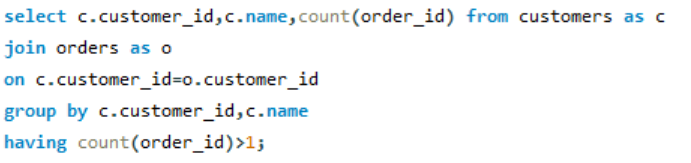 select c.customer_id,c.name,count(order_id) from customers as c
join orders as o
on c.customer_id=o.customer_id
group by c.customer_id,c.name
having count(order_id)>1;